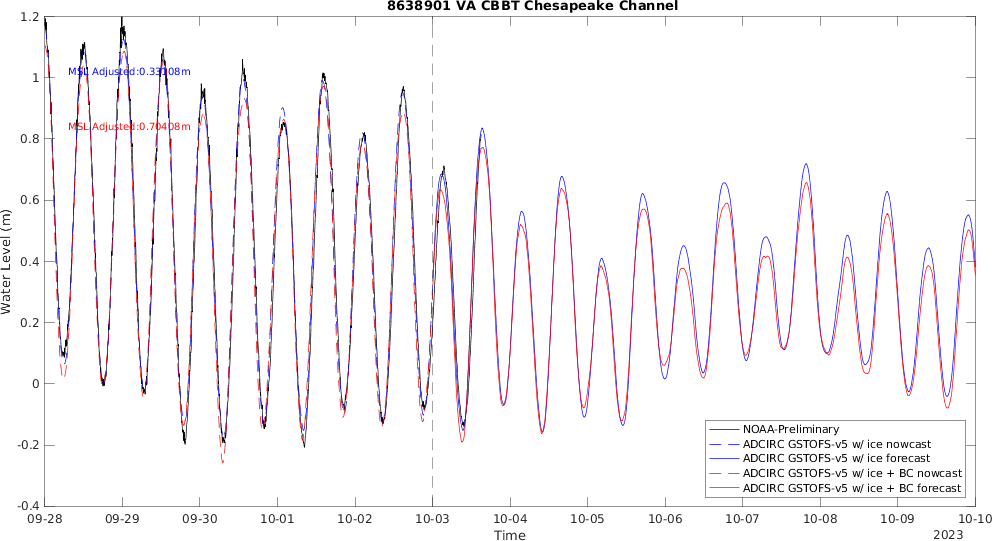 8638901 VA CBBT Chesapeake Channel
1.2
1
0.8
0.6
0.4
0.2
0
-0.2
-0.4
Water Level (m)
MSL Adjusted:0.33108m
MSL Adjusted:0.70408m
NOAA-Preliminary
ADCIRC GSTOFS-v5 w/ ice nowcast
ADCIRC GSTOFS-v5 w/ ice forecast
ADCIRC GSTOFS-v5 w/ ice + BC nowcast
ADCIRC GSTOFS-v5 w/ ice + BC forecast
09-28 09-29 09-30 10-01 10-02 10-03 10-04 10-05 10-06 10-07 10-08 10-09 10-10
Time
2023